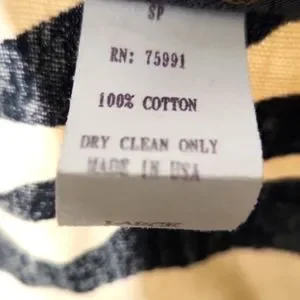 SP
RN: 75991
100% COTTON
DRY CLEAN ONLY
MADE IN USA